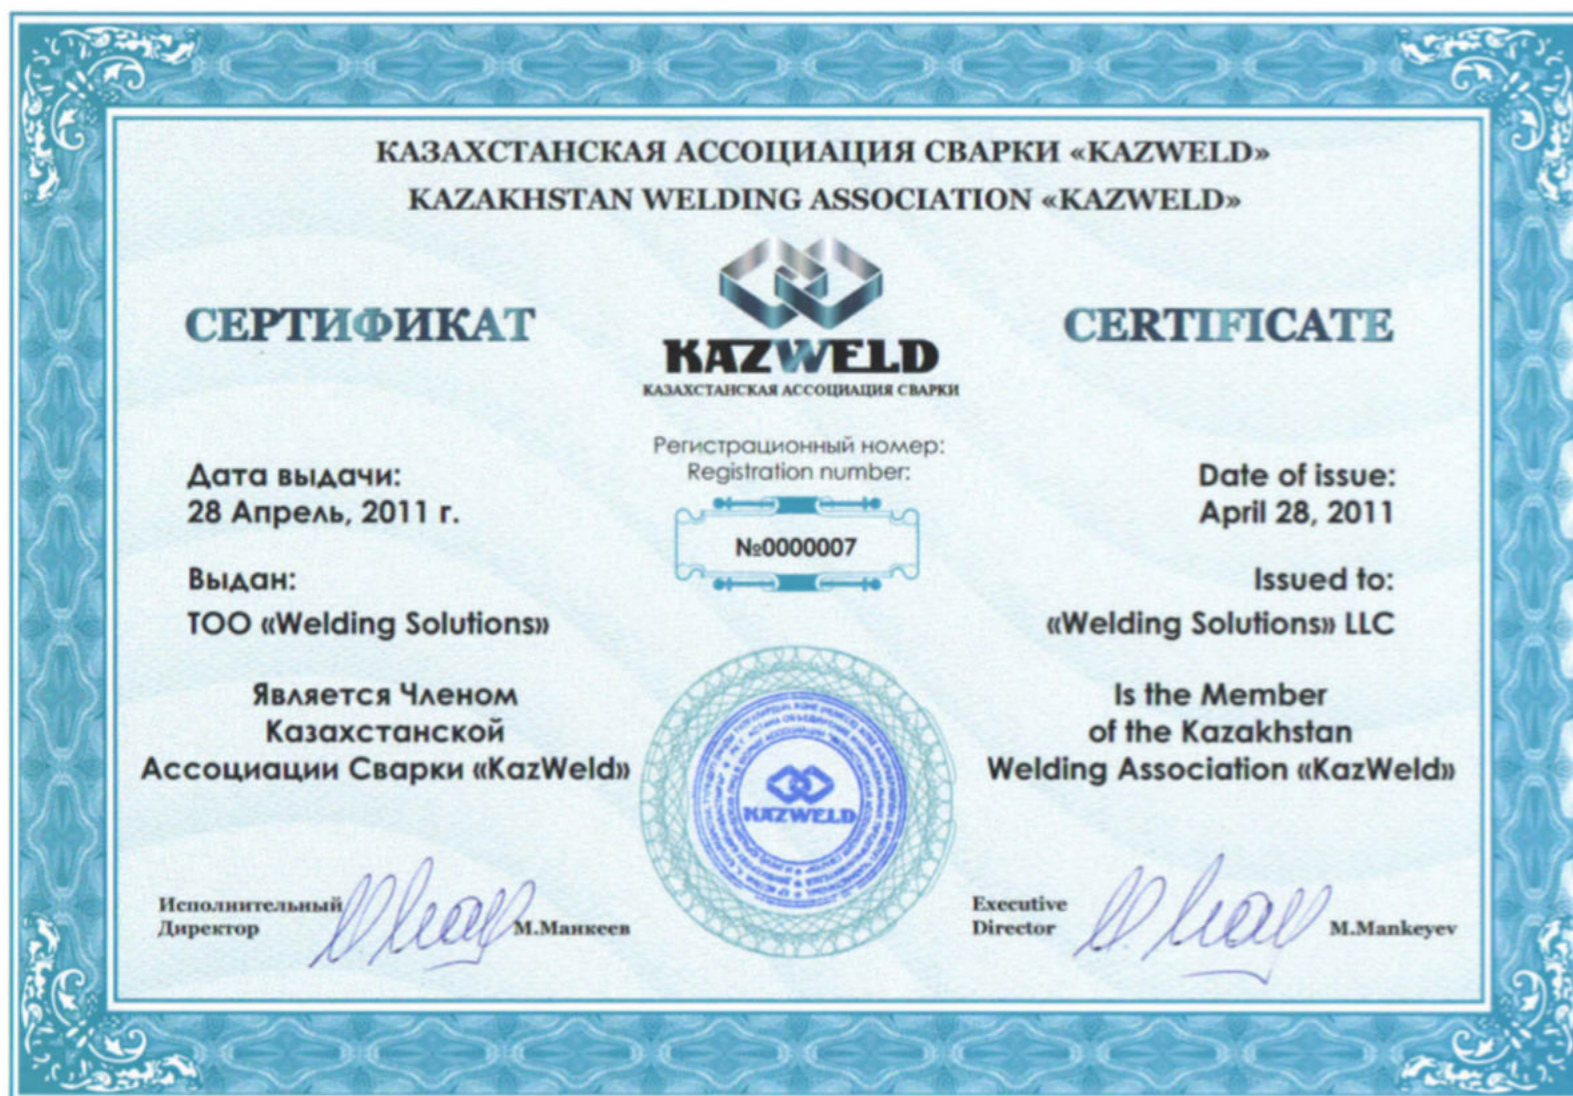 КАЗАХСТАНСКАЯ АССОЦИАЦИЯ СВАРКИ «KAZWELD»
KAZAKHSTAN WELDING ASSOCIATION «KAZWELD»
СЕРТИФИКАТ
KAZWELD
КАЗАХСТАНСКАЯ АССОЦИАЦИЯ СВАРКИ
CERTIFICATE
Регистрационный номер:
Registration number:
№0000007
Дата выдачи:
28 Апрель, 2011 г.
Выдан:
ТОО «Welding Solutions»
Является Членом
Казахстанской
Ассоциации Сварки «KazWeld»
Date of issue:
April 28, 2011
Issued to:
«Welding Solutions» LLC
Is the Member
of the Kazakhstan
Welding Association «KazWeld»
KAZWELD
Исполнительный
Директор
М.Манкеев
Executive
Director
M.Mankeyev